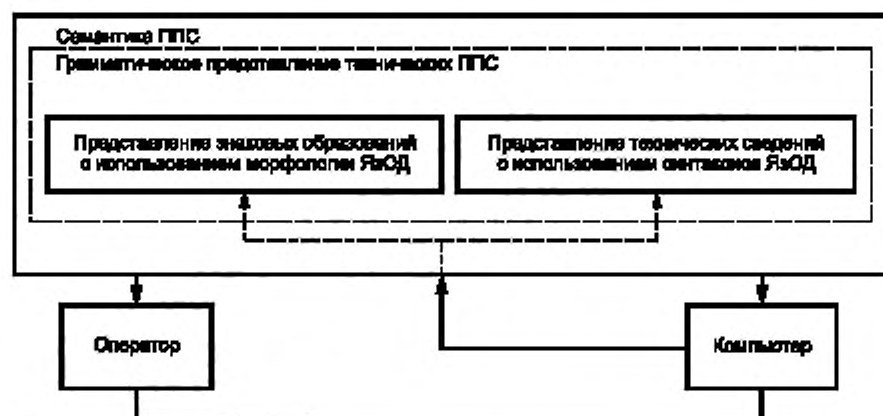 Семантика ППС
Грамматическое представление технических ППС
Представление знаковых образований
с использованием морфологии ЯзОД
Представление технических сведений
с использованием синтаксиса ЯзОД
Оператор
Компьютер